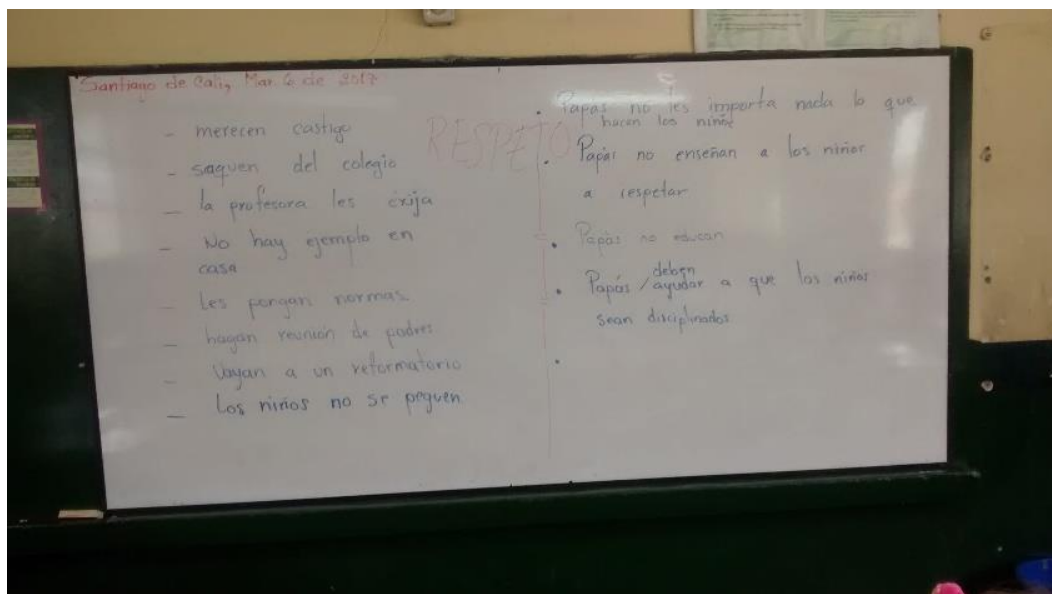 Santiago de Cali, Mar 6 de 2017
RESPETO
- merecen castigo
- saquen del colegio
- la profesora les exija
- No hay ejemplo en
casa
- Les pongan normas
- hagan reunión de padres
- Vayan a un reformatorio
- Los niños no se peguen
• Papas no les importa nada lo que
hacen los niños
• Papás no enseñan a los niños
a respetar
• Papás no educan
• Papás / deben ayudar a que los niños
sean disciplinados
•